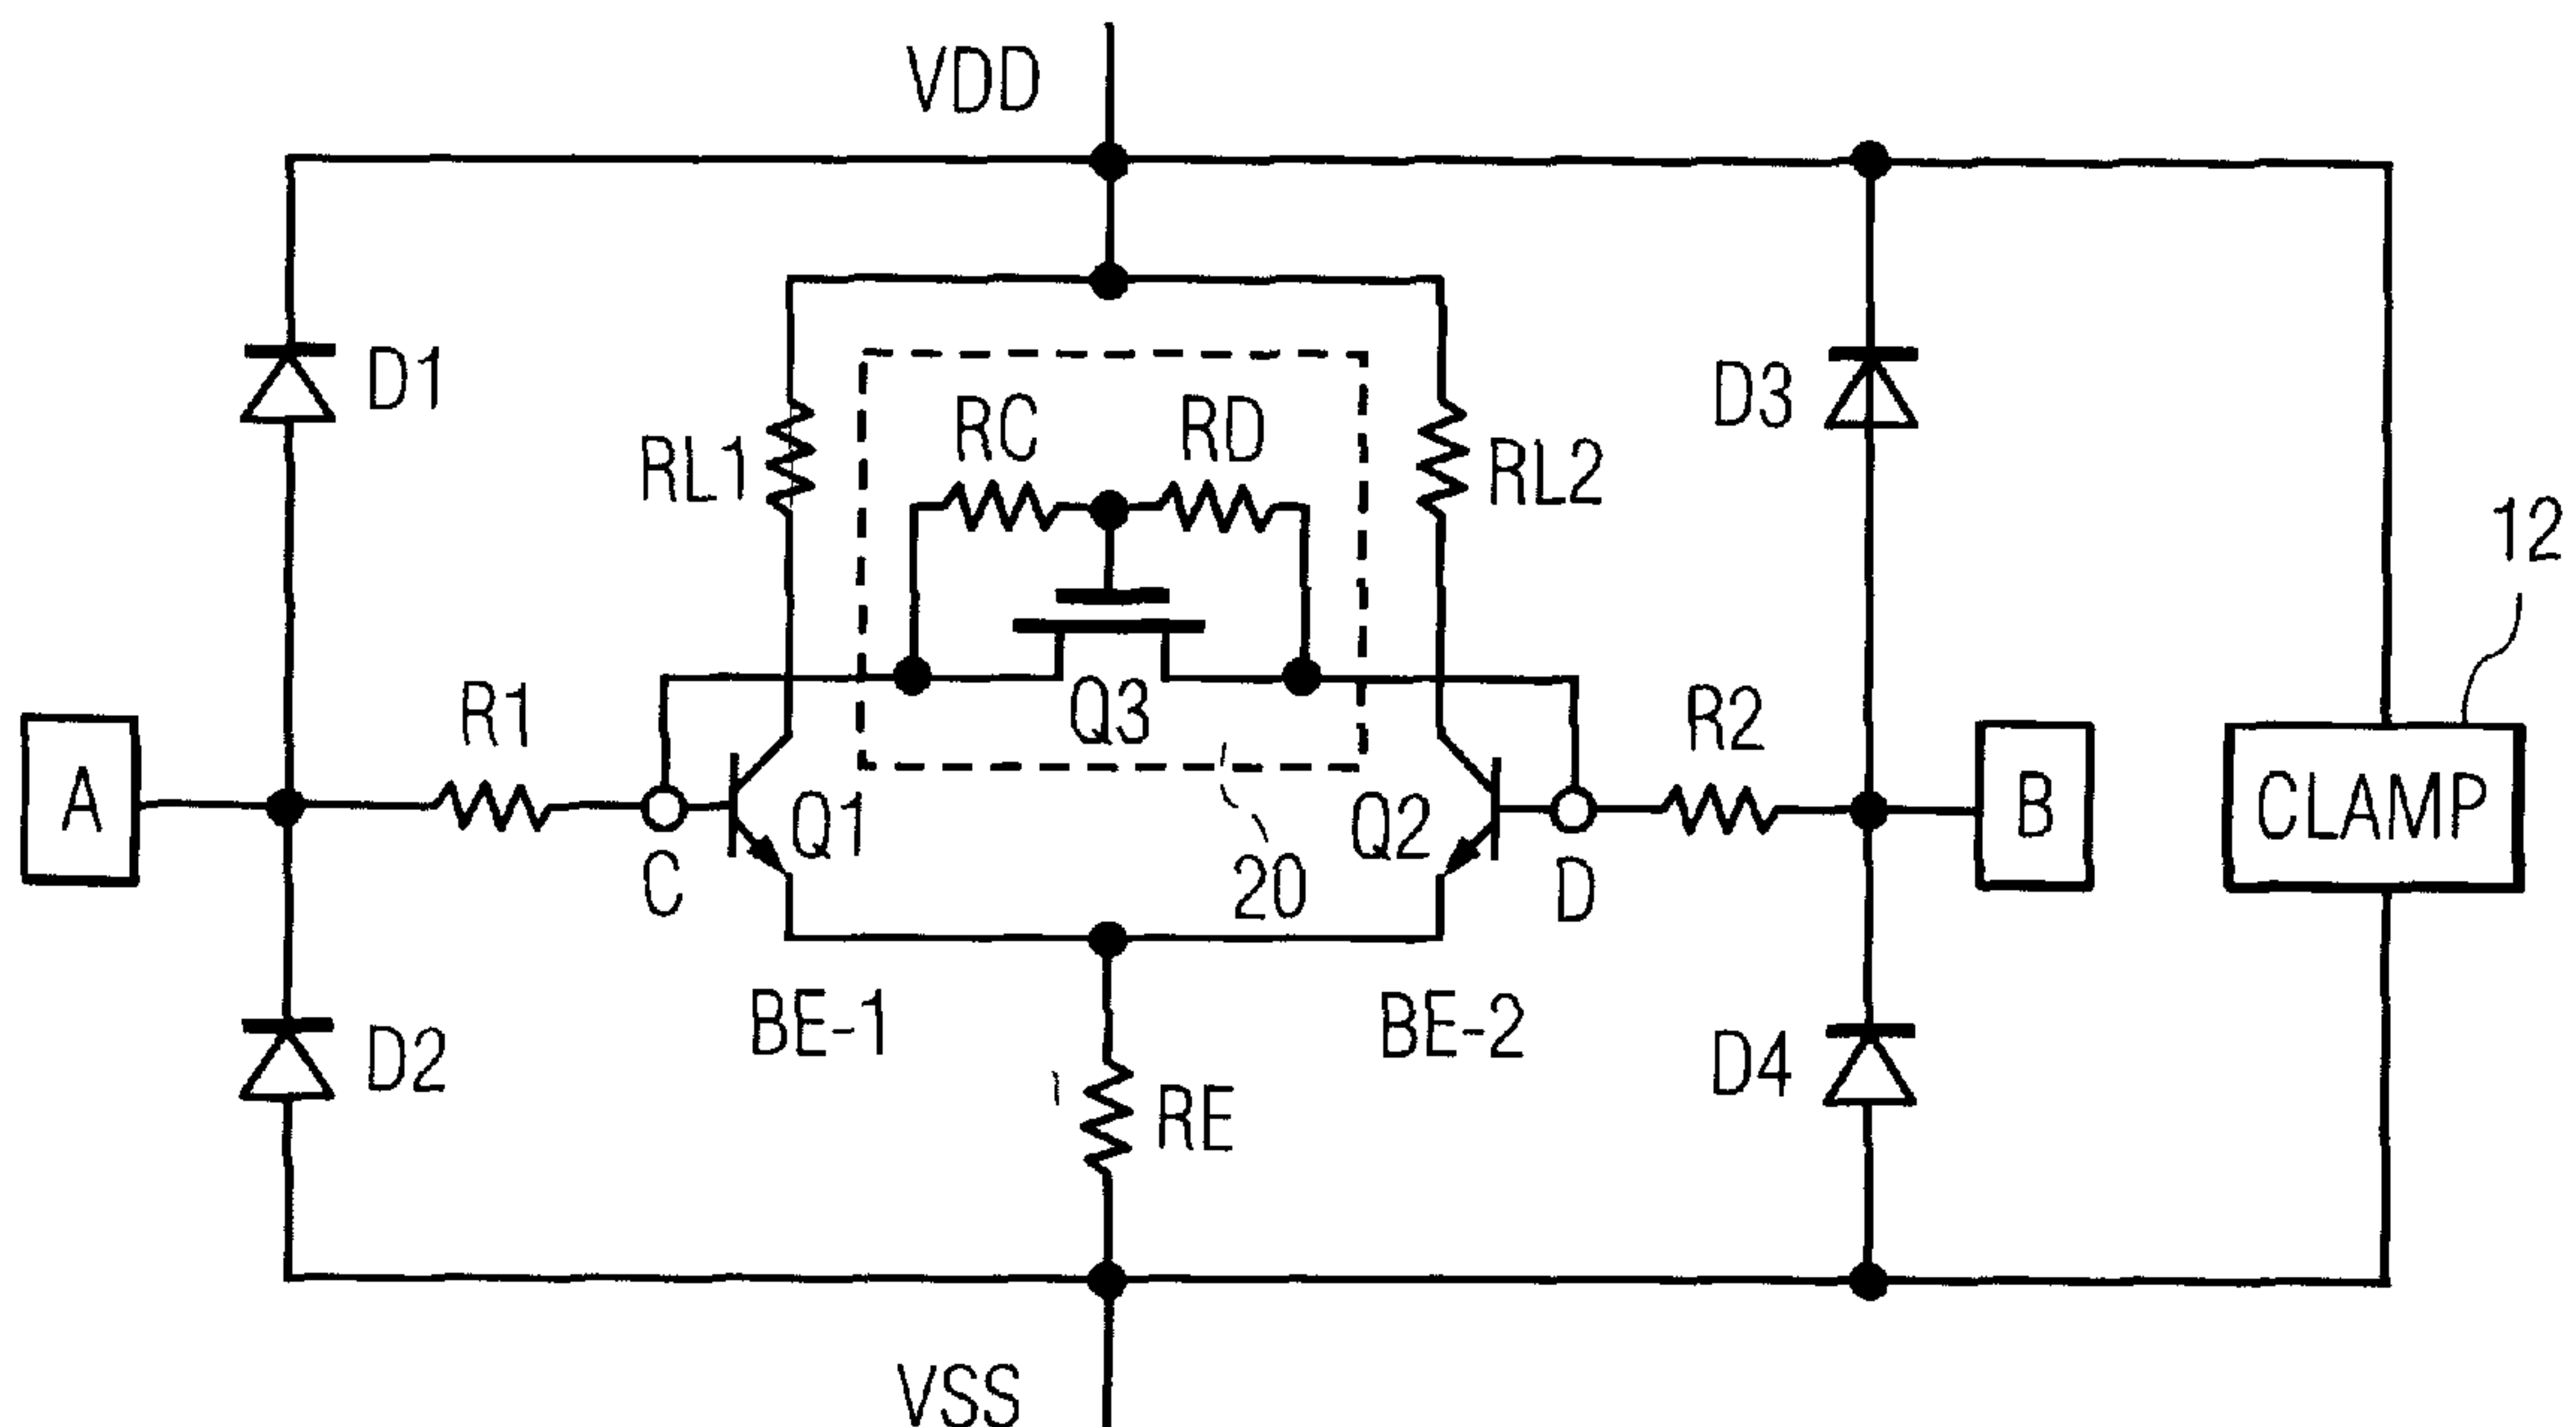 VDD
D1
RL1
RC
RD
RL2
D3
12
A
R1
C
Q1
Q3
20
Q2
D
R2
B
CLAMP
BE-1
BE-2
D2
RE
D4
VSS